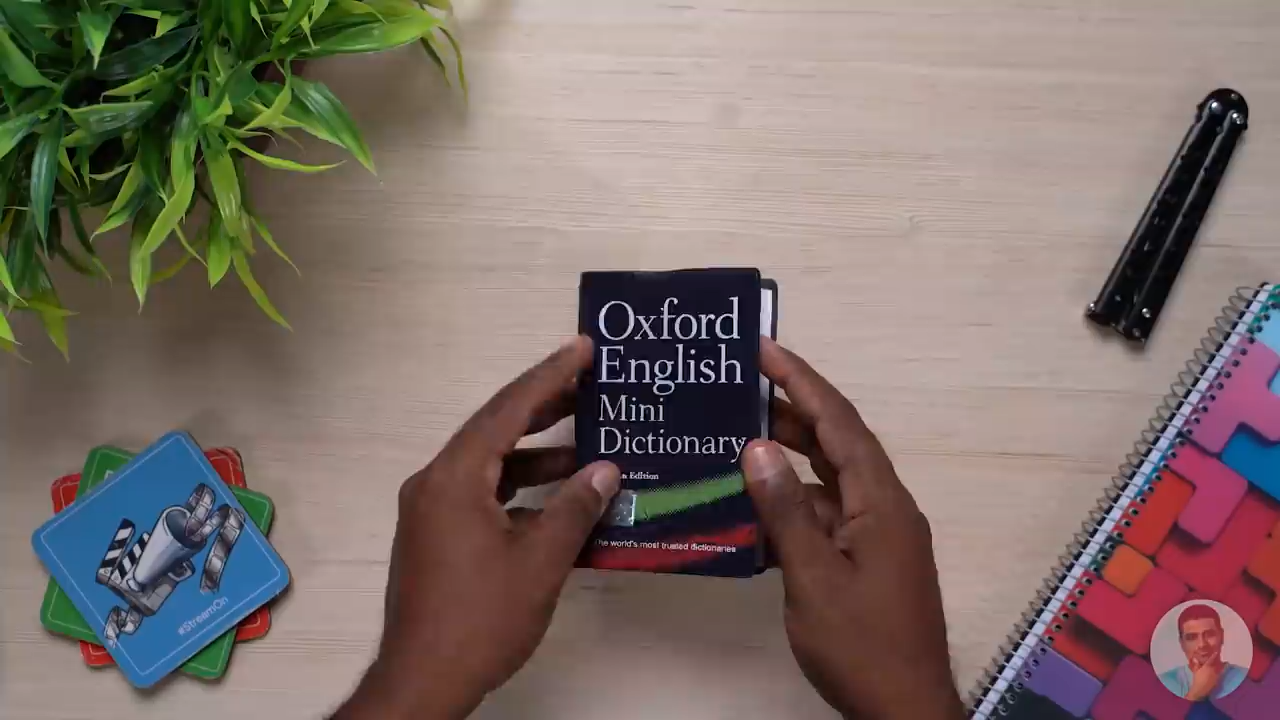 Oxford
English
Mini
Dictionary
Edition
The world's most trusted dictionaries
#StreamOn